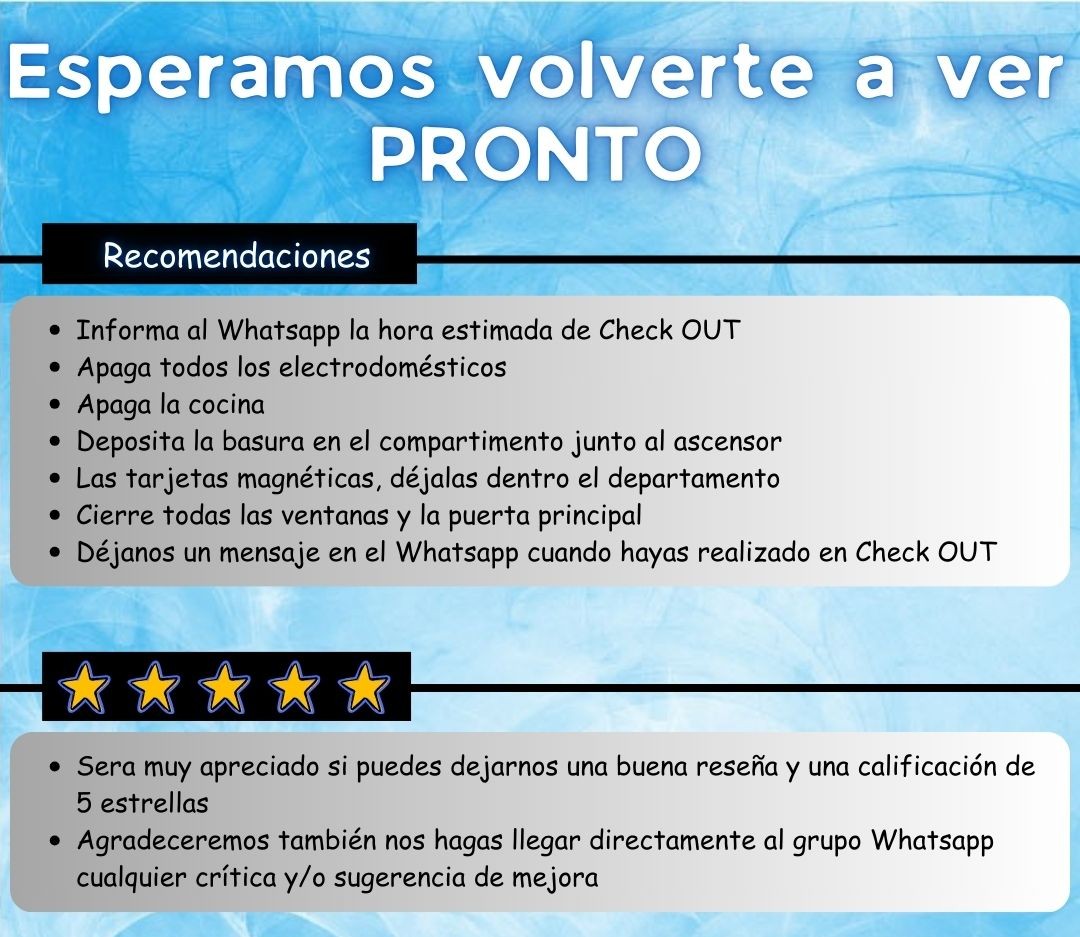 Esperamos volverte a ver
PRONTO
Recomendaciones
• Informa al Whatsapp la hora estimada de Check OUT
• Apaga todos los electrodomésticos
• Apaga la cocina
• Deposita la basura en el compartimento junto al ascensor
• Las tarjetas magnéticas, déjalas dentro el departamento
• Cierre todas las ventanas y la puerta principal
• Déjanos un mensaje en el Whatsapp cuando hayas realizado en Check OUT
• Sera muy apreciado si puedes dejarnos una buena reseña y una calificación de
5 estrellas
• Agradeceremos también nos hagas llegar directamente al grupo Whatsapp
cualquier crítica y/o sugerencia de mejora